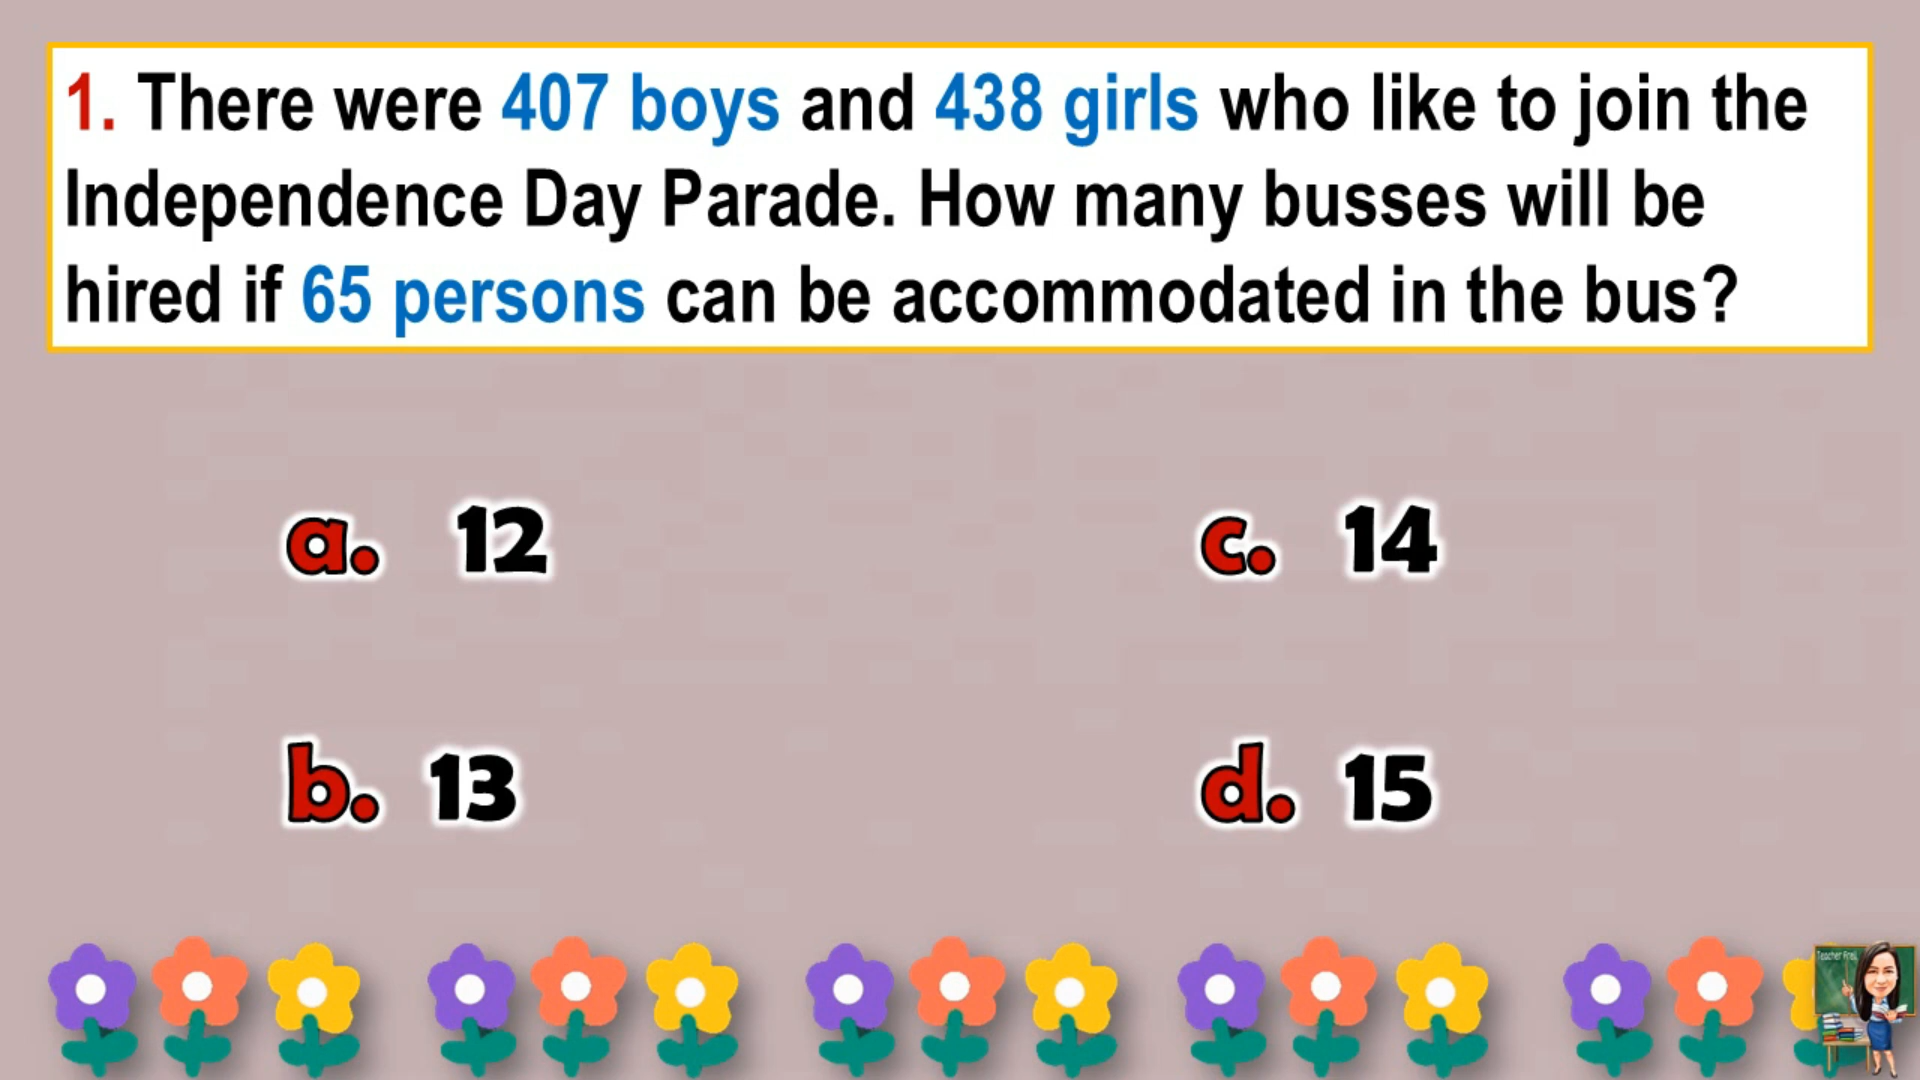 1. There were 407 boys and 438 girls who like to join the
Independence Day Parade. How many busses will be
hired if 65 persons can be accommodated in the bus?
a. 12
c. 14
b. 13
d. 15
Teacher